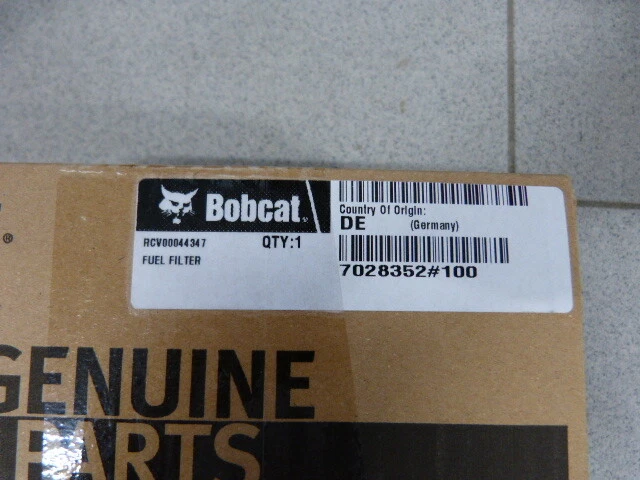 Bobcat®
Country Of Origin:
DE (Germany)
RCV00044347 QTY:1
FUEL FILTER
7028352#100
®
GENUINE
PARTS